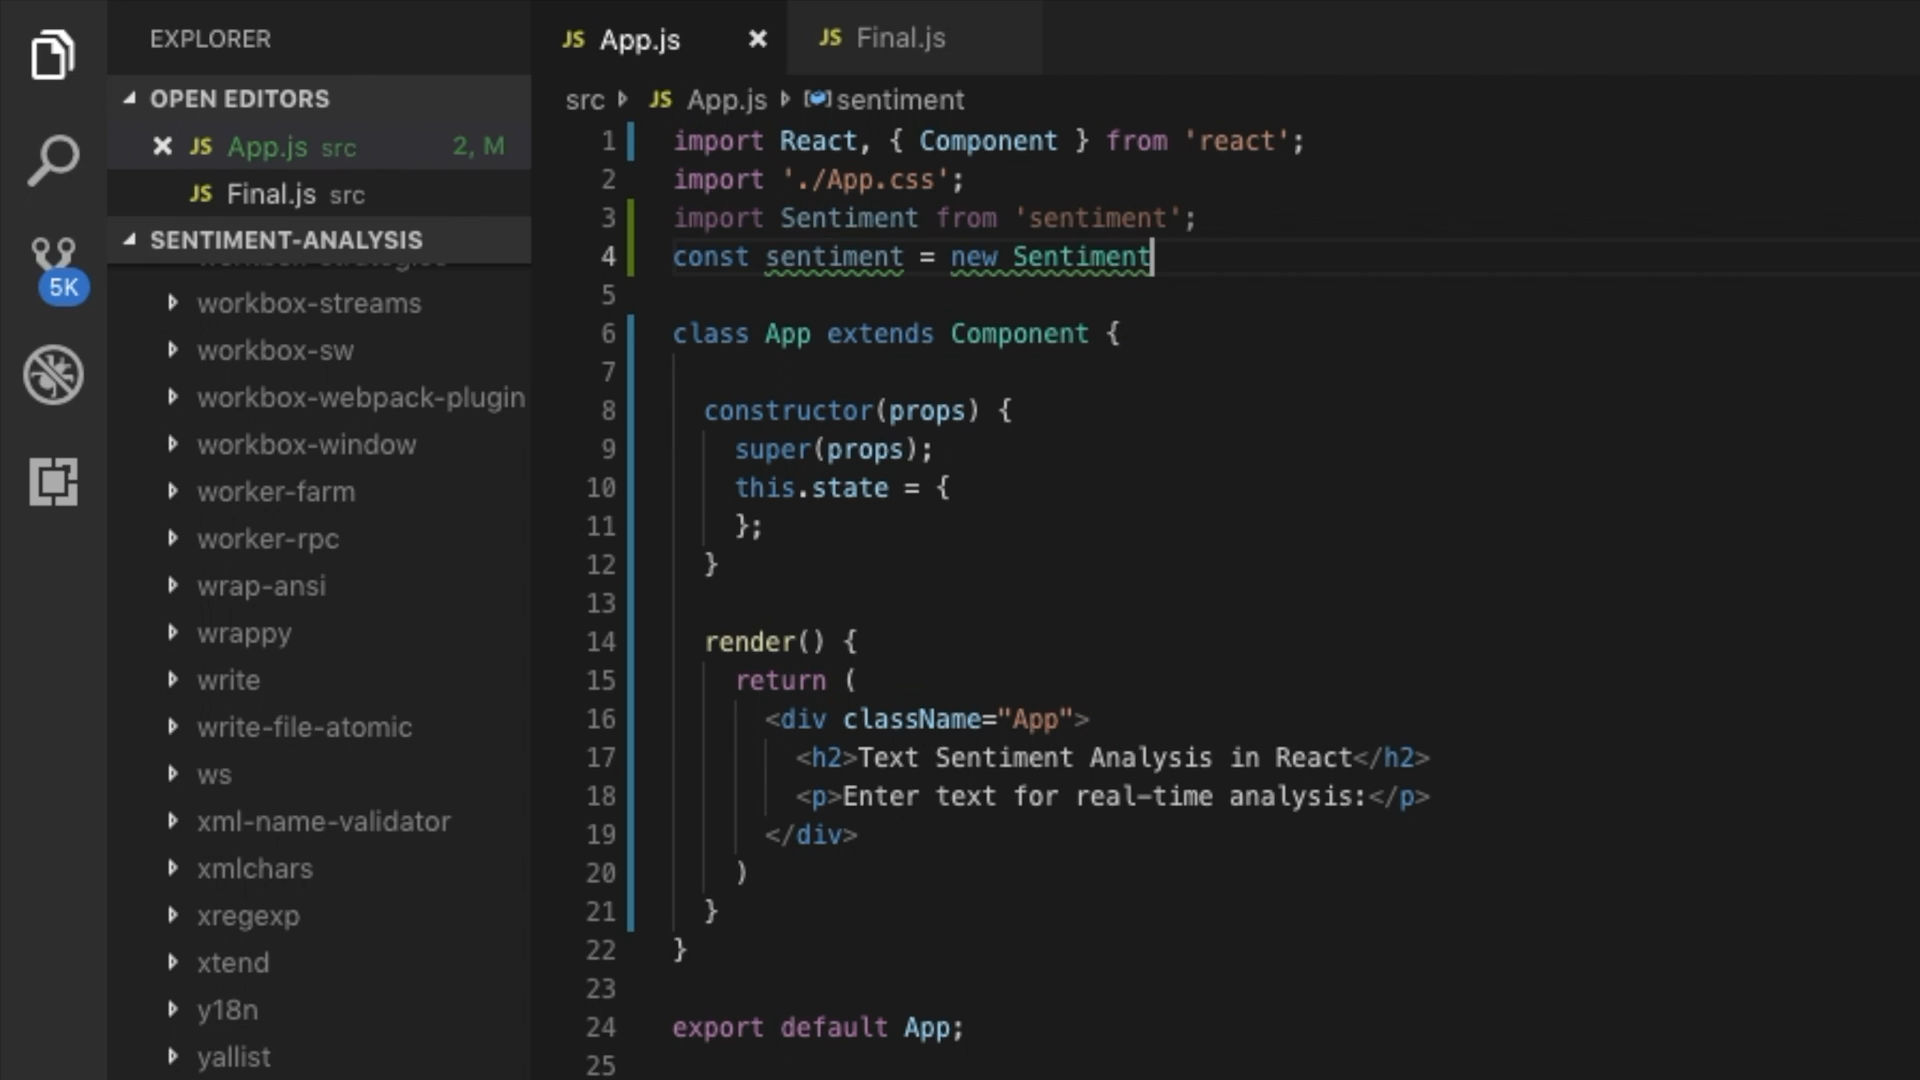 EXPLORER
OPEN EDITORS
JS App.js src 2, M
JS Final.js src
SENTIMENT-ANALYSIS
workbox-streams
workbox-sw
workbox-webpack-plugin
workbox-window
worker-farm
worker-rpc
wrap-ansi
wrappy
write
write-file-atomic
ws
xml-name-validator
xmlchars
xregexp
xtend
y18n
yallist
5K
JS App.js
JS Final.js
src JS App.js sentiment
1 import React, { Component } from 'react';
2 import './App.css';
3 import Sentiment from 'sentiment';
4 const sentiment = new Sentiment
5
6 class App extends Component {
7
8 constructor(props) {
9 super(props);
10 this.state = {
11 };
12 }
13
14 render() {
15 return (
16 <div className="App">
17 <h2>Text Sentiment Analysis in React</h2>
18 <p>Enter text for real-time analysis:</p>
19 </div>
20 )
21 }
22 }
23
24 export default App;
25